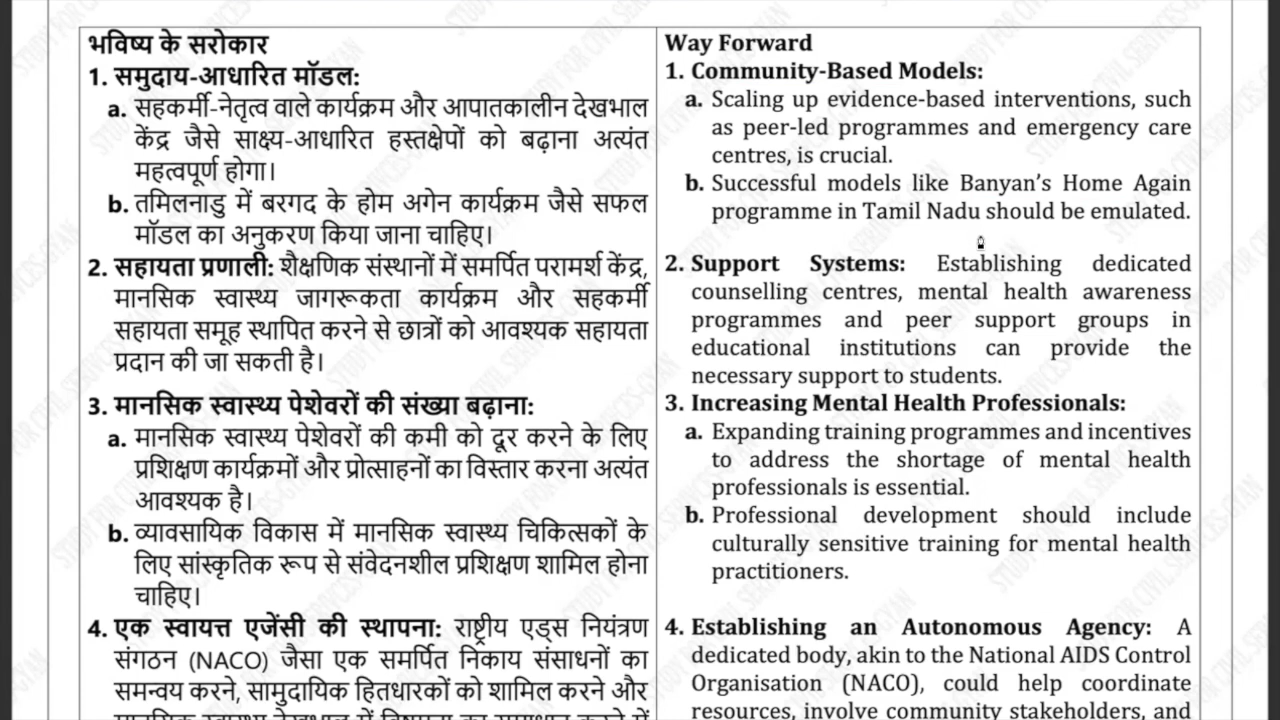 भविष्य के सरोकार
1. समुदाय-आधारित मॉडल:
a. सहकर्मी-नेतृत्व वाले कार्यक्रम और आपातकालीन देखभाल
केंद्र जैसे साक्ष्य-आधारित हस्तक्षेपों को बढ़ाना अत्यंत
महत्वपूर्ण होगा।
b. तमिलनाडु में बरगद के होम अगेन कार्यक्रम जैसे सफल
मॉडल का अनुकरण किया जाना चाहिए।
2. सहायता प्रणाली: शैक्षणिक संस्थानों में समर्पित परामर्श केंद्र,
मानसिक स्वास्थ्य जागरूकता कार्यक्रम और सहकर्मी
सहायता समूह स्थापित करने से छात्रों को आवश्यक सहायता
प्रदान की जा सकती है।
3. मानसिक स्वास्थ्य पेशेवरों की संख्या बढ़ाना:
a. मानसिक स्वास्थ्य पेशेवरों की कमी को दूर करने के लिए
प्रशिक्षण कार्यक्रमों और प्रोत्साहनों का विस्तार करना अत्यंत
आवश्यक है।
b. व्यावसायिक विकास में मानसिक स्वास्थ्य चिकित्सकों के
लिए सांस्कृतिक रूप से संवेदनशील प्रशिक्षण शामिल होना
चाहिए।
4. एक स्वायत्त एजेंसी की स्थापना: राष्ट्रीय एड्स नियंत्रण
संगठन (NACO) जैसा एक समर्पित निकाय संसाधनों का
समन्वय करने, सामुदायिक हितधारकों को शामिल करने और
Way Forward
1. Community-Based Models:
a. Scaling up evidence-based interventions, such
as peer-led programmes and emergency care
centres, is crucial.
b. Successful models like Banyan's Home Again
programme in Tamil Nadu should be emulated.
2. Support Systems: Establishing dedicated
counselling centres, mental health awareness
programmes and peer support groups in
educational institutions can provide the
necessary support to students.
3. Increasing Mental Health Professionals:
a. Expanding training programmes and incentives
to address the shortage of mental health
professionals is essential.
b. Professional development should include
culturally sensitive training for mental health
practitioners.
4. Establishing an Autonomous Agency: A
dedicated body, akin to the National AIDS Control
Organisation (NACO), could help coordinate
resources, involve community stakeholders, and